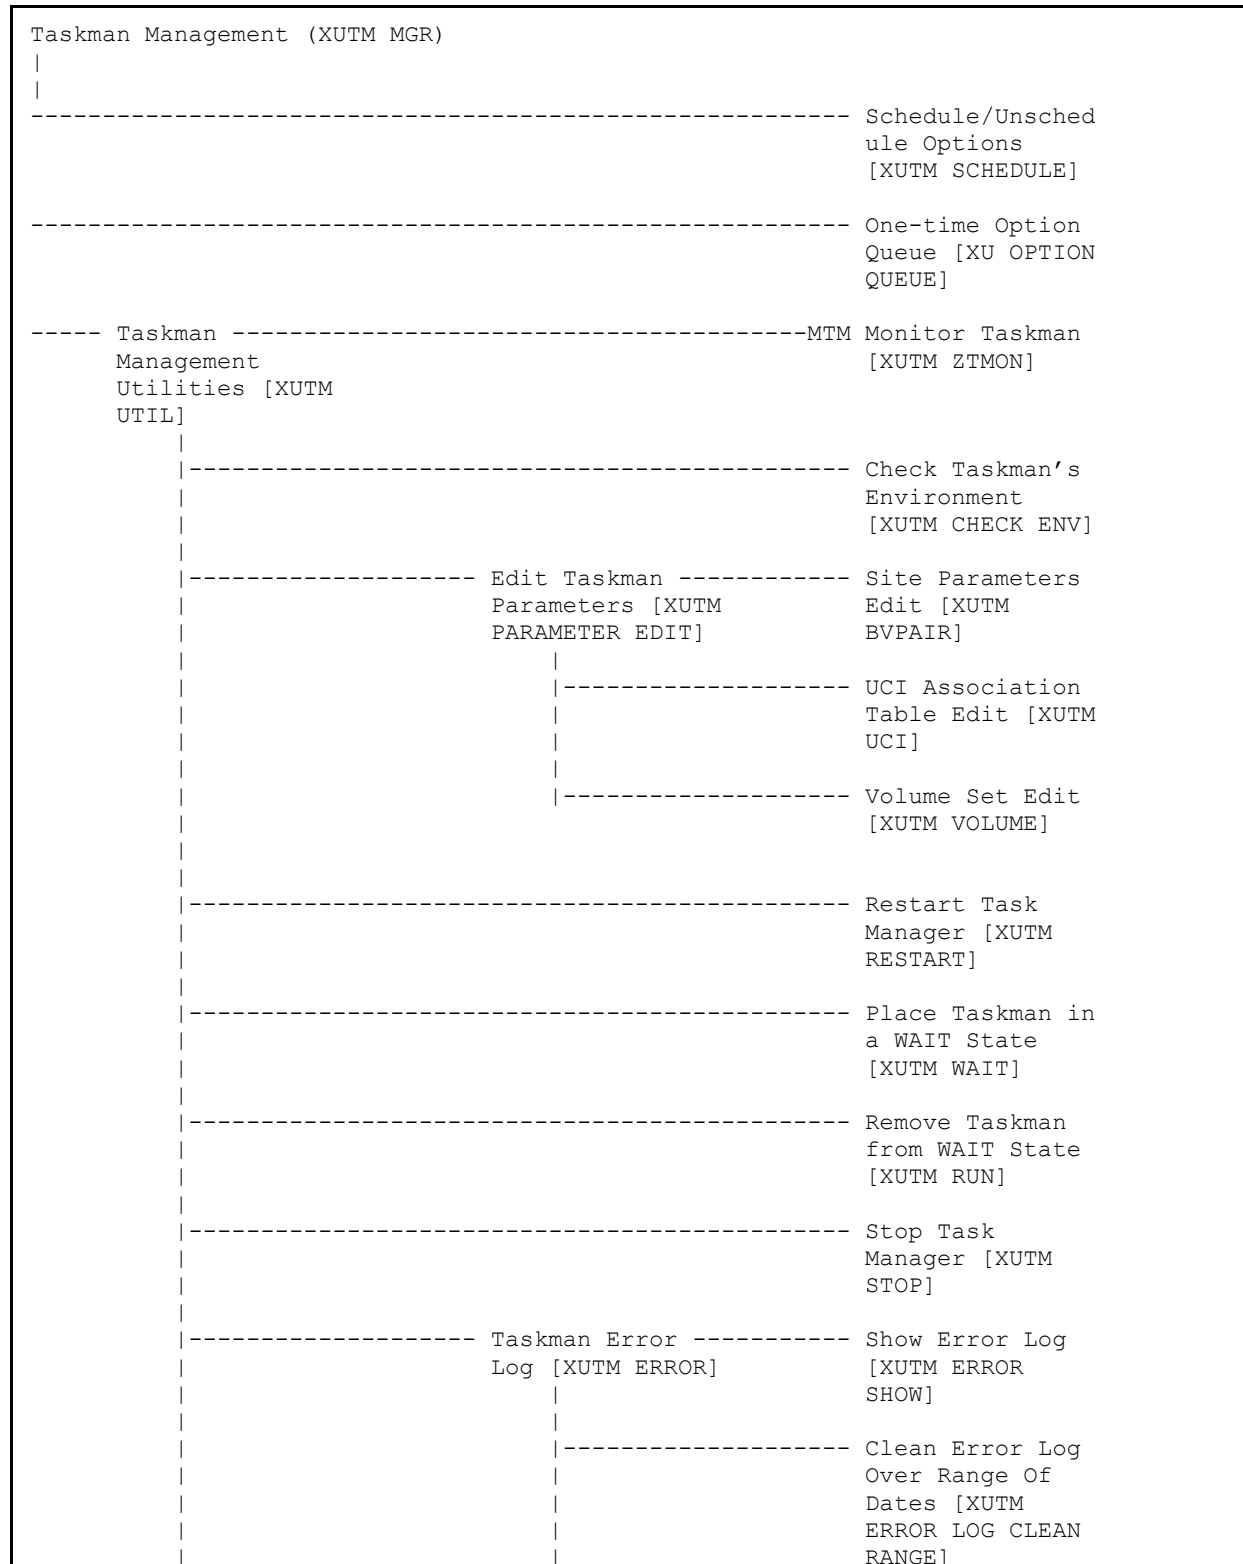 Taskman Management (XUTM MGR)
|
|
--------------------------------------------------------- Schedule/Unsched
                                                          ule Options
                                                          [XUTM SCHEDULE]

--------------------------------------------------------- One-time Option
                                                          Queue [XU OPTION
                                                          QUEUE]

----- Taskman ----------------------------------------MTM Monitor Taskman
      Management                                          [XUTM ZTMON]
      Utilities [XUTM
      UTIL]
          |
          |---------------------------------------------- Check Taskman’s
          |                                               Environment
          |                                               [XUTM CHECK ENV]
          |
          |-------------------- Edit Taskman ------------ Site Parameters
          |                     Parameters [XUTM          Edit [XUTM
          |                     PARAMETER EDIT]           BVPAIR]
          |                         |
          |                         |-------------------- UCI Association
          |                         |                     Table Edit [XUTM
          |                         |                     UCI]
          |                         |
          |                         |-------------------- Volume Set Edit
          |                                               [XUTM VOLUME]
          |
          |
          |---------------------------------------------- Restart Task
          |                                               Manager [XUTM
          |                                               RESTART]
          |
          |---------------------------------------------- Place Taskman in
          |                                               a WAIT State
          |                                               [XUTM WAIT]
          |
          |---------------------------------------------- Remove Taskman
          |                                               from WAIT State
          |                                               [XUTM RUN]
          |
          |---------------------------------------------- Stop Task
          |                                               Manager [XUTM
          |                                               STOP]
          |
          |-------------------- Taskman Error ----------- Show Error Log
          |                     Log [XUTM ERROR]          [XUTM ERROR
          |                         |                     SHOW]
          |                         |
          |                         |-------------------- Clean Error Log
          |                         |                     Over Range Of
          |                         |                     Dates [XUTM
          |                         |                     ERROR LOG CLEAN
          |                         |                     RANGE]